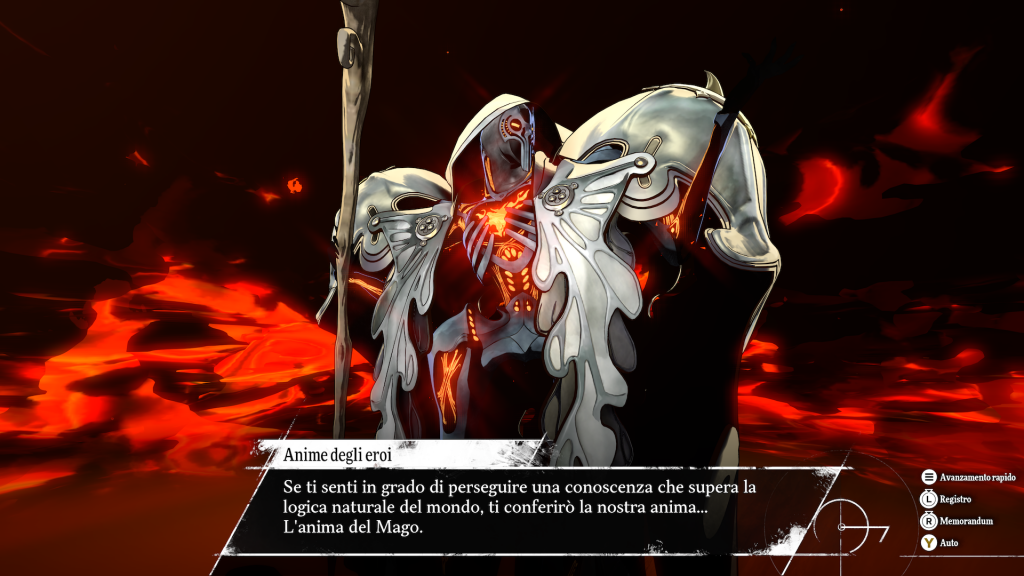 Anime degli eroi
Se ti senti in grado di perseguire una conoscenza che supera la
logica naturale del mondo, ti conferirò la nostra anima...
L'anima del Mago.
Avanzamento rapido
L Registro
R Memorandum
Y Auto